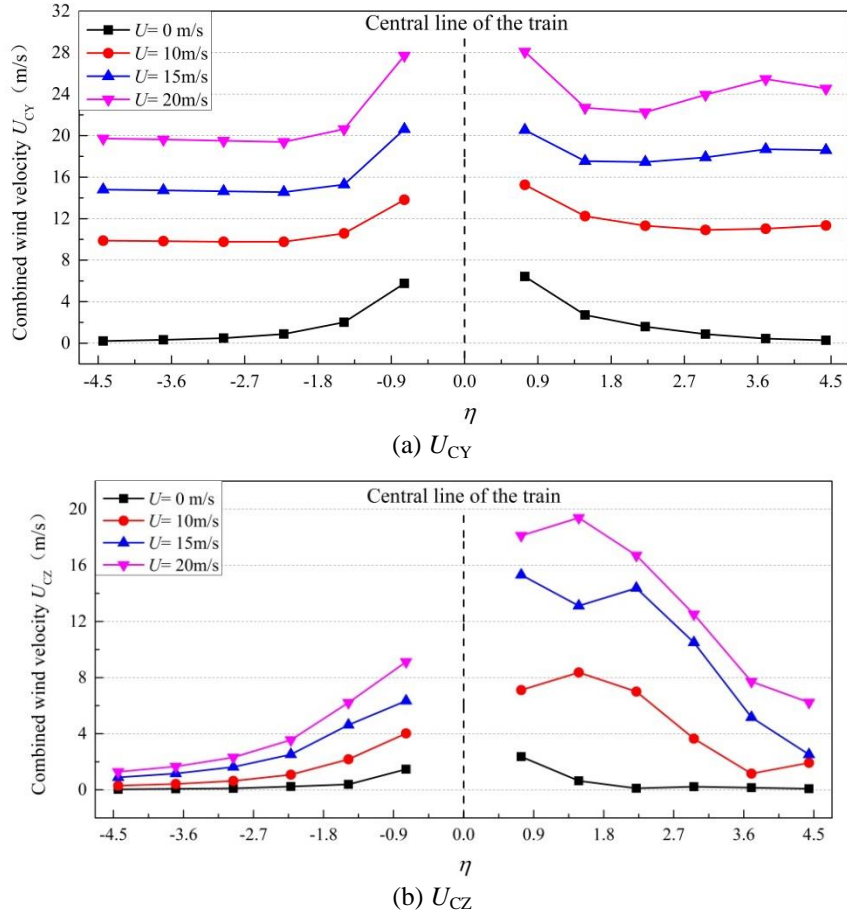 Central line of the train
U= 0 m/s
U= 10m/s
U= 15m/s
U= 20m/s
Combined wind velocity U_CY（m/s）
32
28
24
20
16
12
8
4
0
-4.5 -3.6 -2.7 -1.8 -0.9 0.0 0.9 1.8 2.7 3.6 4.5
η
(a) U_CY
Central line of the train
U= 0 m/s
U= 10m/s
U= 15m/s
U= 20m/s
Combined wind velocity U_CZ（m/s）
20
16
12
8
4
0
-4.5 -3.6 -2.7 -1.8 -0.9 0.0 0.9 1.8 2.7 3.6 4.5
η
(b) U_CZ